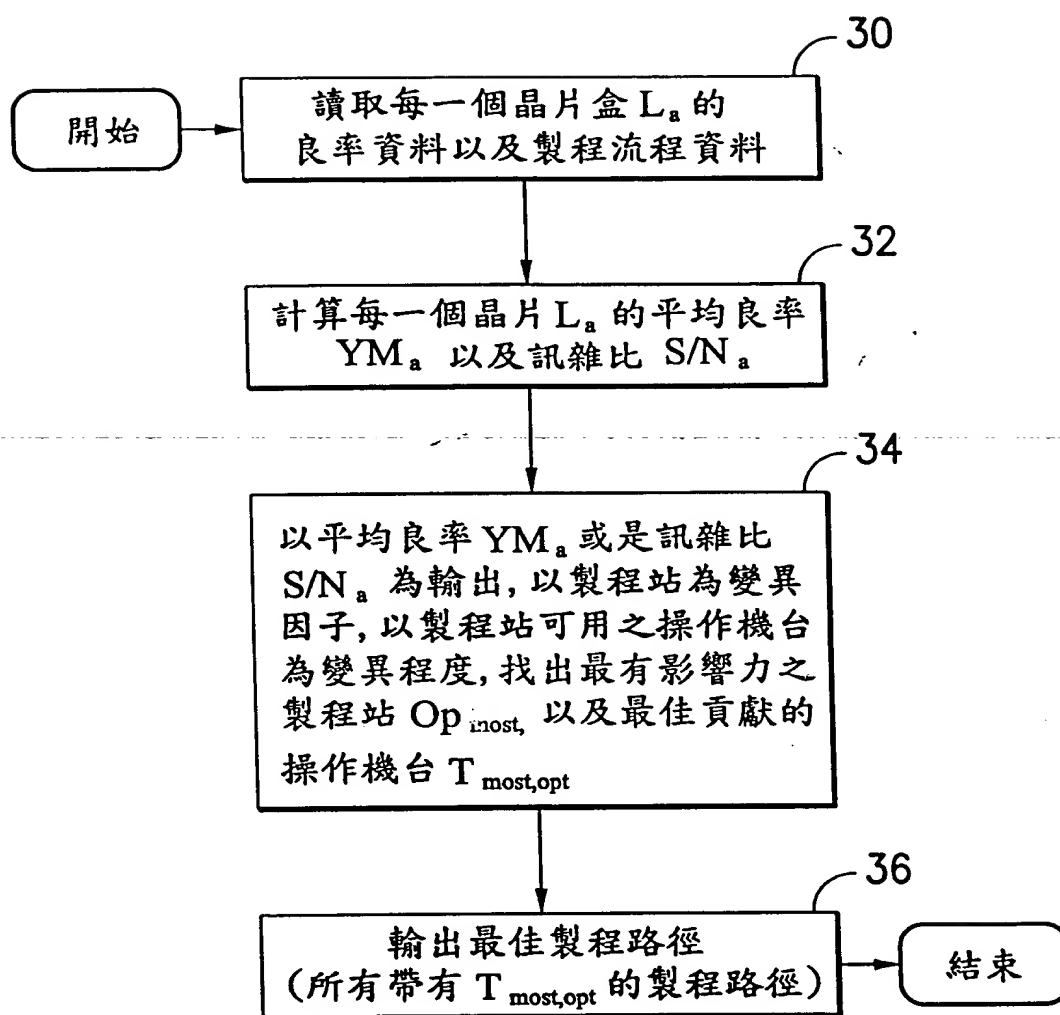 30
開始
讀取每一個晶片盒 La 的
良率資料以及製程流程資料
32
計算每一個晶片 La 的平均良率
YMa 以及訊雜比 S/Na
34
以平均良率 YMa 或是訊雜比
S/Na 為輸出,以製程站為變異
因子,以製程站可用之操作機台
為變異程度,找出最有影響力之
製程站 Opmost, 以及最佳貢獻的
操作機台 Tmost,opt
36
輸出最佳製程路徑
(所有帶有 Tmost,opt 的製程路徑)
結束